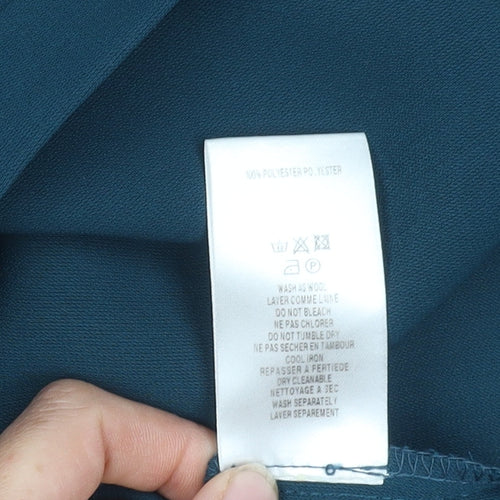 100% POLYESTER POLYESTER
P
WASH AS WOOL
LAVER COMME LAINE
DO NOT BLEACH
NE PAS CHLORER
DO NOT TUMBLE DRY
NE PAS SECHER EN TAMBOUR
COOL IRON
REPASSER A FERTIEDE
DRY CLEANABLE
NETTOYAGE A SEC
WASH SEPARATELY
LAVER SEPAREMENT